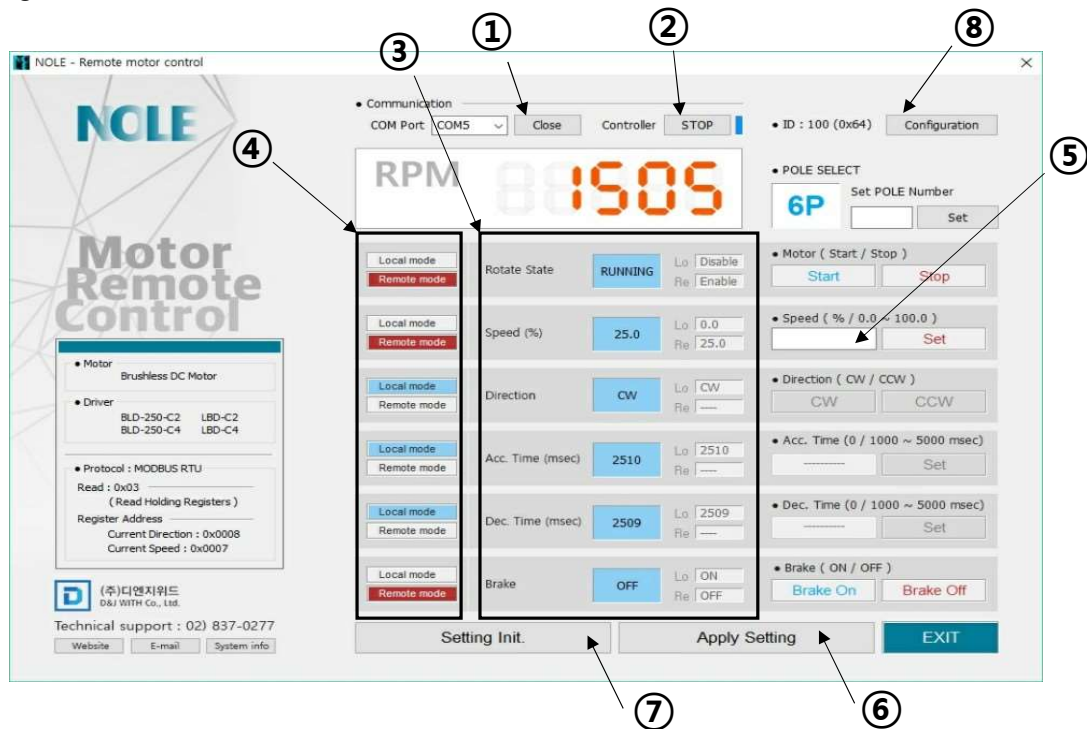 ① ② ③ ⑧
NOLE - Remote motor control
NOLE
④
• Communication
COM Port COM5 Close Controller STOP
• ID : 100 (0x64) Configuration
⑤
RPM 1505
• POLE SELECT
6P Set POLE Number
Set
Motor
Remote
Control
Local mode
Remote mode
Rotate State RUNNING
Lo Disable
Re Enable
• Motor ( Start / Stop )
Start Stop
Local mode
Remote mode
Speed (%) 25.0
Lo 0.0
Re 25.0
• Speed ( % / 0.0 ~ 100.0 )
Set
Local mode
Remote mode
Direction CW
Lo CW
Re ----
• Direction ( CW / CCW )
CW CCW
Local mode
Remote mode
Acc. Time (msec) 2510
Lo 2510
Re ----
• Acc. Time (0 / 1000 ~ 5000 msec)
---------- Set
Local mode
Remote mode
Dec. Time (msec) 2509
Lo 2509
Re ----
• Dec. Time (0 / 1000 ~ 5000 msec)
---------- Set
Local mode
Remote mode
Brake OFF
Lo ON
Re OFF
• Brake ( ON / OFF )
Brake On Brake Off
• Motor
Brushless DC Motor
• Driver
BLD-250-C2 LBD-C2
BLD-250-C4 LBD-C4
• Protocol : MODBUS RTU
Read : 0x03
(Read Holding Registers )
Register Address
Current Direction : 0x0008
Current Speed : 0x0007
(주)디엔지위드
D&J WITH Co., Ltd.
Technical support : 02) 837-0277
Website E-mail System info
Setting Init. Apply Setting EXIT
⑦ ⑥